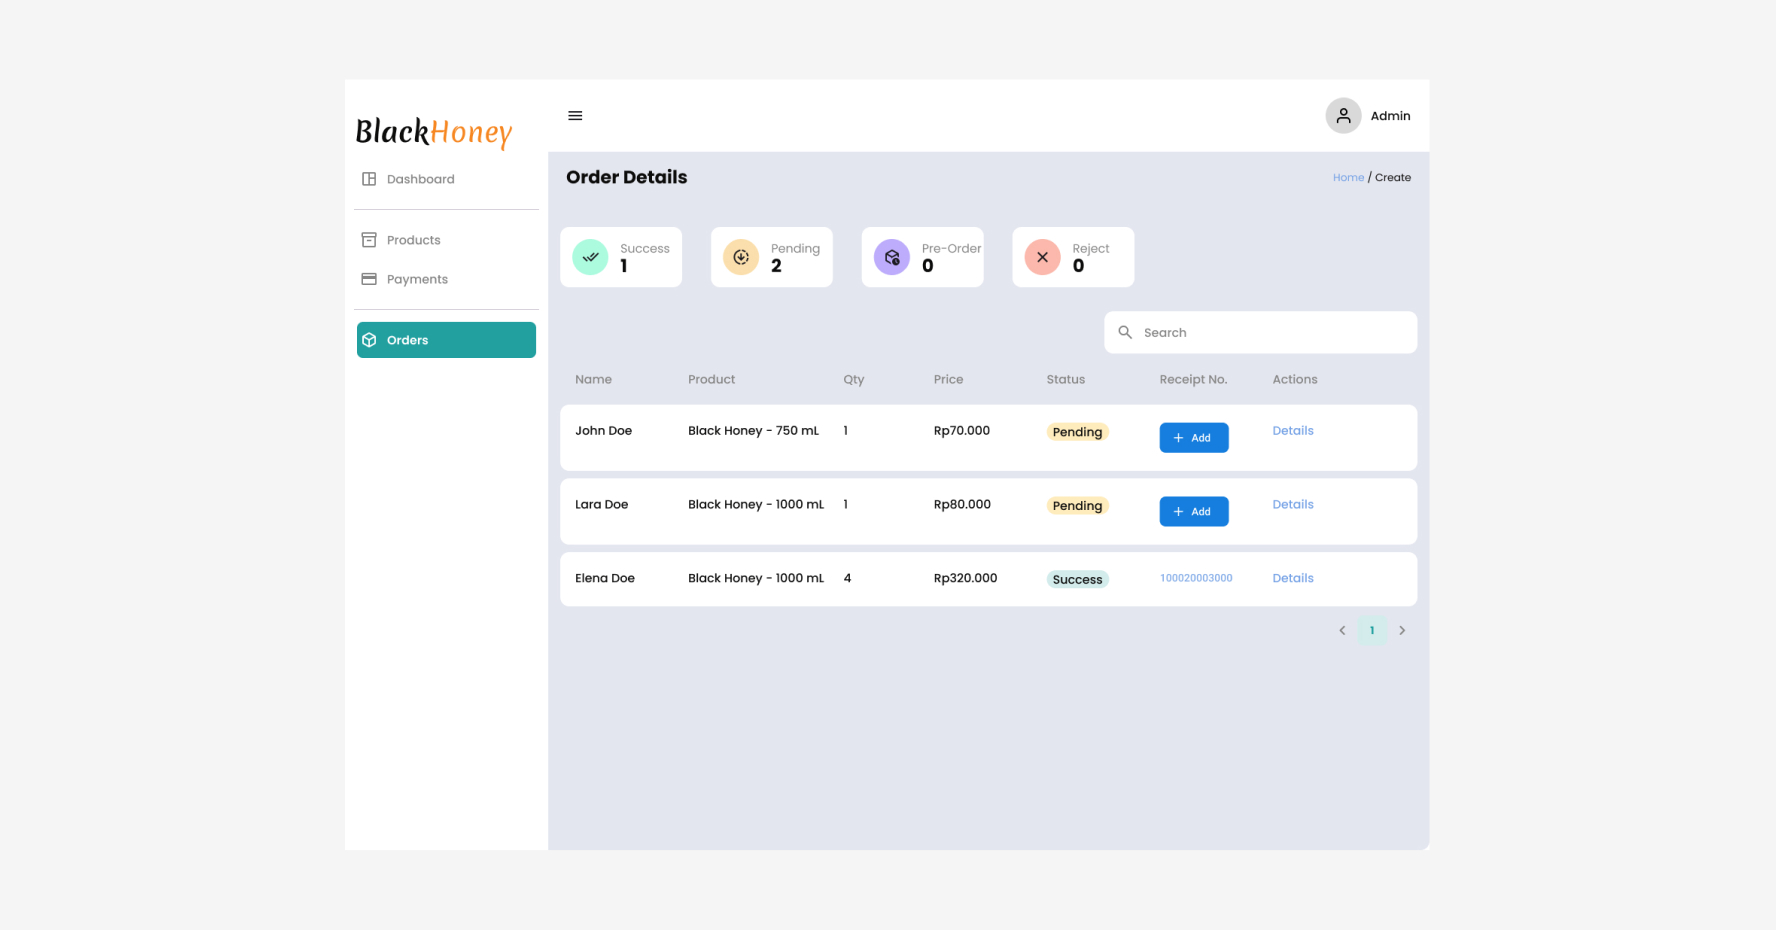 BlackHoney
Admin
Dashboard
Products
Payments
Orders
Order Details
Home / Create
Success
1
Pending
2
Pre-Order
0
Reject
0
Search
Name Product Qty Price Status Receipt No. Actions
John Doe Black Honey - 750 mL 1 Rp70.000 Pending + Add Details
Lara Doe Black Honey - 1000 mL 1 Rp80.000 Pending + Add Details
Elena Doe Black Honey - 1000 mL 4 Rp320.000 Success 100020003000 Details
1